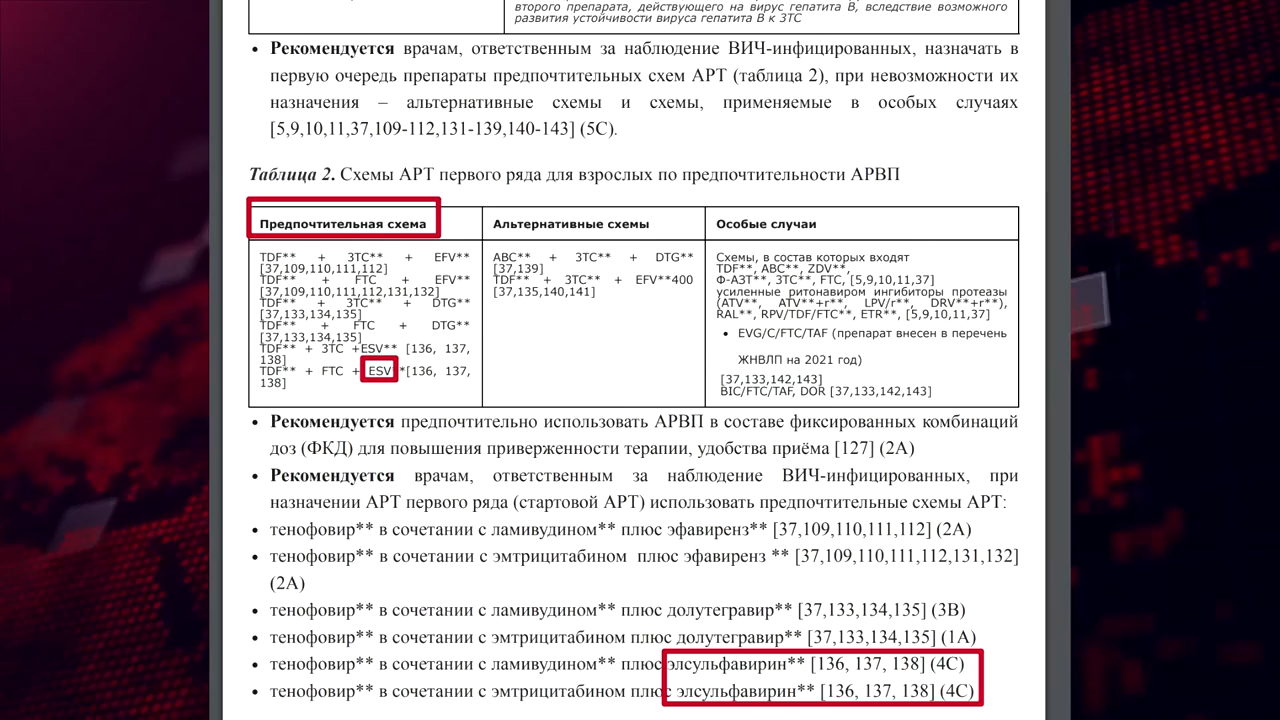 второго препарата, действующего на вирус гепатита В, вследствие возможного
развития устойчивости вируса гепатита В к 3ТС
• Рекомендуется врачам, ответственным за наблюдение ВИЧ-инфицированных, назначать в
первую очередь препараты предпочтительных схем АРТ (таблица 2), при невозможности их
назначения – альтернативные схемы и схемы, применяемые в особых случаях
[5,9,10,11,37,109-112,131-139,140-143] (5С).
Таблица 2. Схемы АРТ первого ряда для взрослых по предпочтительности АРВП
Предпочтительная схема
TDF** + 3TC** + EFV**
[37,109,110,111,112]
TDF** + FTC + EFV**
[37,109,110,111,112,131,132]
TDF** + 3TC** + DTG**
[37,133,134,135]
TDF** + FTC + DTG**
[37,133,134,135]
TDF** + 3TC +ESV** [136, 137,
138]
TDF** + FTC + ESV**[136, 137,
138]
Альтернативные схемы
ABC** + 3TC** + DTG**
[37,139]
TDF** + 3TC** + EFV**400
[37,135,140,141]
Особые случаи
Схемы, в состав которых входят
TDF**, ABC**, ZDV**,
Ф-АЗТ**, 3TC**, FTC, [5,9,10,11,37]
усиленные ритонавиром ингибиторы протеазы
(ATV**, ATV**+r**, LPV/r**, DRV**+r**),
RAL**, RPV/TDF/FTC**, ETR**, [5,9,10,11,37]
• EVG/C/FTC/TAF (препарат внесен в перечень
ЖНВЛП на 2021 год)
[37,133,142,143]
BIC/FTC/TAF, DOR [37,133,142,143]
• Рекомендуется предпочтительно использовать АРВП в составе фиксированных комбинаций
доз (ФКД) для повышения приверженности терапии, удобства приёма [127] (2А)
• Рекомендуется врачам, ответственным за наблюдение ВИЧ-инфицированных, при
назначении АРТ первого ряда (стартовой АРТ) использовать предпочтительные схемы АРТ:
• тенофовир** в сочетании с ламивудином** плюс эфавиренз** [37,109,110,111,112] (2А)
• тенофовир** в сочетании с эмтрицитабином плюс эфавиренз ** [37,109,110,111,112,131,132]
(2А)
• тенофовир** в сочетании с ламивудином** плюс долутегравир** [37,133,134,135] (3В)
• тенофовир** в сочетании с эмтрицитабином плюс долутегравир** [37,133,134,135] (1А)
• тенофовир** в сочетании с ламивудином** плюс элсульфавирин** [136, 137, 138] (4С)
• тенофовир** в сочетании с эмтрицитабином плюс элсульфавирин** [136, 137, 138] (4С)